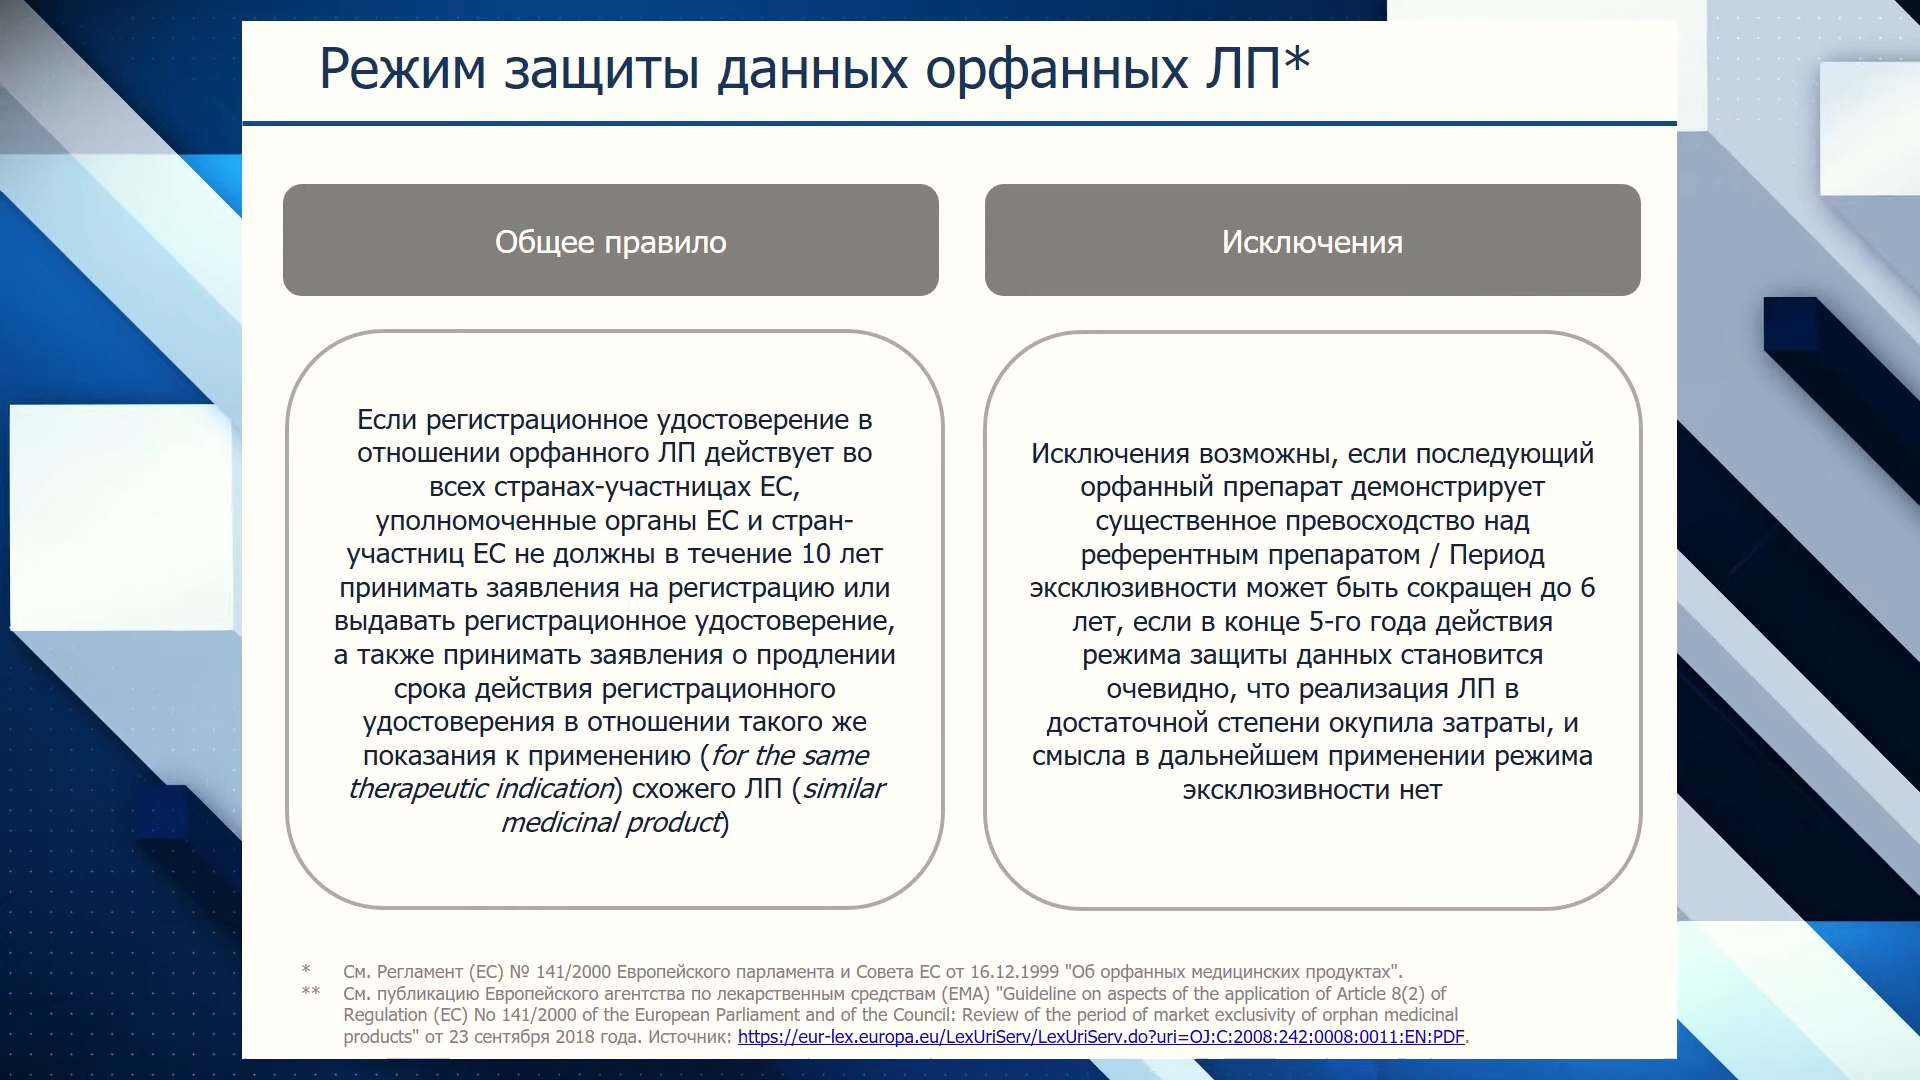 Режим защиты данных орфанных ЛП*
Общее правило
Если регистрационное удостоверение в
отношении орфанного ЛП действует во
всех странах-участницах ЕС,
уполномоченные органы ЕС и стран-
участниц ЕС не должны в течение 10 лет
принимать заявления на регистрацию или
выдавать регистрационное удостоверение,
а также принимать заявления о продлении
срока действия регистрационного
удостоверения в отношении такого же
показания к применению (for the same
therapeutic indication) схожего ЛП (similar
medicinal product)
Исключения
Исключения возможны, если последующий
орфанный препарат демонстрирует
существенное превосходство над
референтным препаратом / Период
эксклюзивности может быть сокращен до 6
лет, если в конце 5-го года действия
режима защиты данных становится
очевидно, что реализация ЛП в
достаточной степени окупила затраты, и
смысла в дальнейшем применении режима
эксклюзивности нет
* См. Регламент (ЕС) № 141/2000 Европейского парламента и Совета ЕС от 16.12.1999 "Об орфанных медицинских продуктах".
** См. публикацию Европейского агентства по лекарственным средствам (EMA) "Guideline on aspects of the application of Article 8(2) of
Regulation (EC) No 141/2000 of the European Parliament and of the Council: Review of the period of market exclusivity of orphan medicinal
products" от 23 сентября 2018 года. Источник: https://eur-lex.europa.eu/LexUriServ/LexUriServ.do?uri=OJ:C:2008:242:0008:0011:EN:PDF.